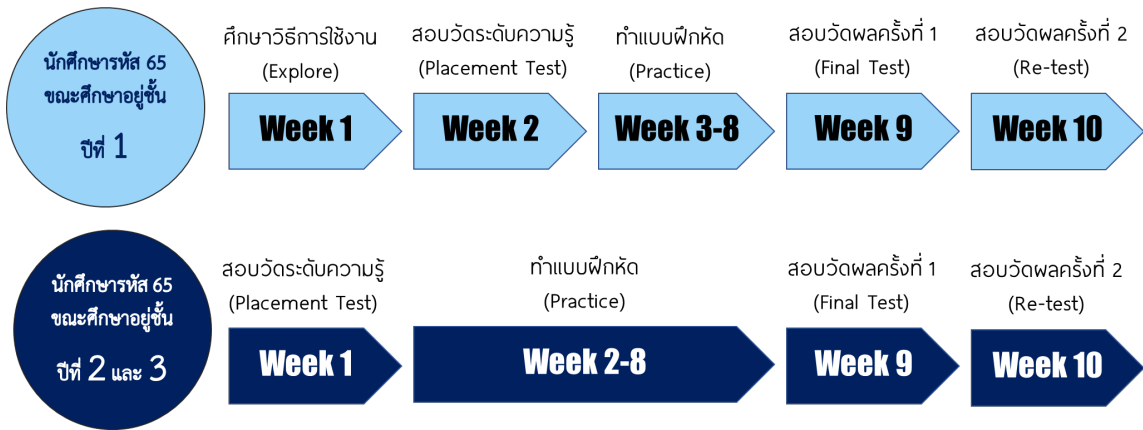 นักศึกษารหัส 65
ขณะศึกษาอยู่ชั้น
ปีที่ 1
ศึกษาวิธีการใช้งาน
(Explore)
Week 1
สอบวัดระดับความรู้
(Placement Test)
Week 2
ทำแบบฝึกหัด
(Practice)
Week 3-8
สอบวัดผลครั้งที่ 1
(Final Test)
Week 9
สอบวัดผลครั้งที่ 2
(Re-test)
Week 10
นักศึกษารหัส 65
ขณะศึกษาอยู่ชั้น
ปีที่ 2 และ 3
สอบวัดระดับความรู้
(Placement Test)
Week 1
ทำแบบฝึกหัด
(Practice)
Week 2-8
สอบวัดผลครั้งที่ 1
(Final Test)
Week 9
สอบวัดผลครั้งที่ 2
(Re-test)
Week 10